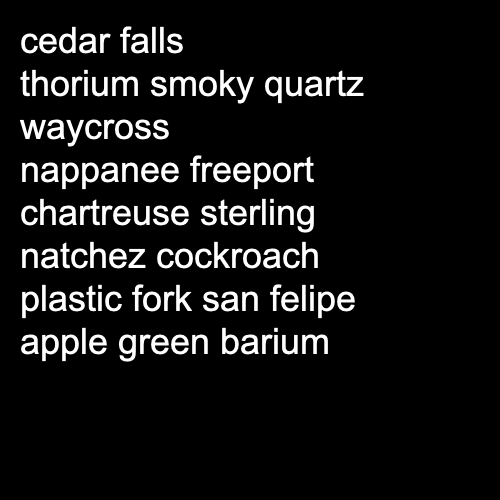 cedar falls
thorium smoky quartz
waycross
nappanee freeport
chartreuse sterling
natchez cockroach
plastic fork san felipe
apple green barium